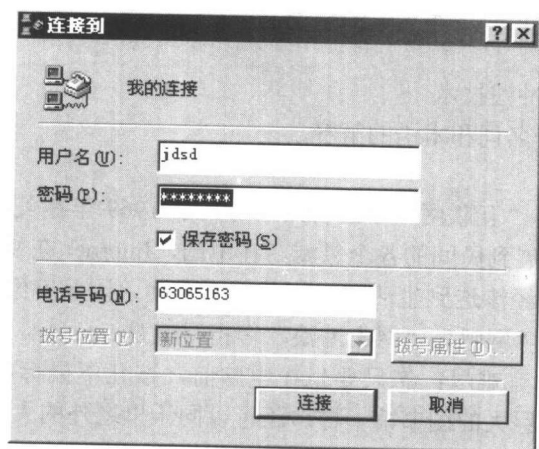 连接到
我的连接
用户名(U): jdsd
密码(P): ********
保存密码(S)
电话号码(N): 63065163
拨号位置(F): 新位置 拨号属性(D)...
连接 取消